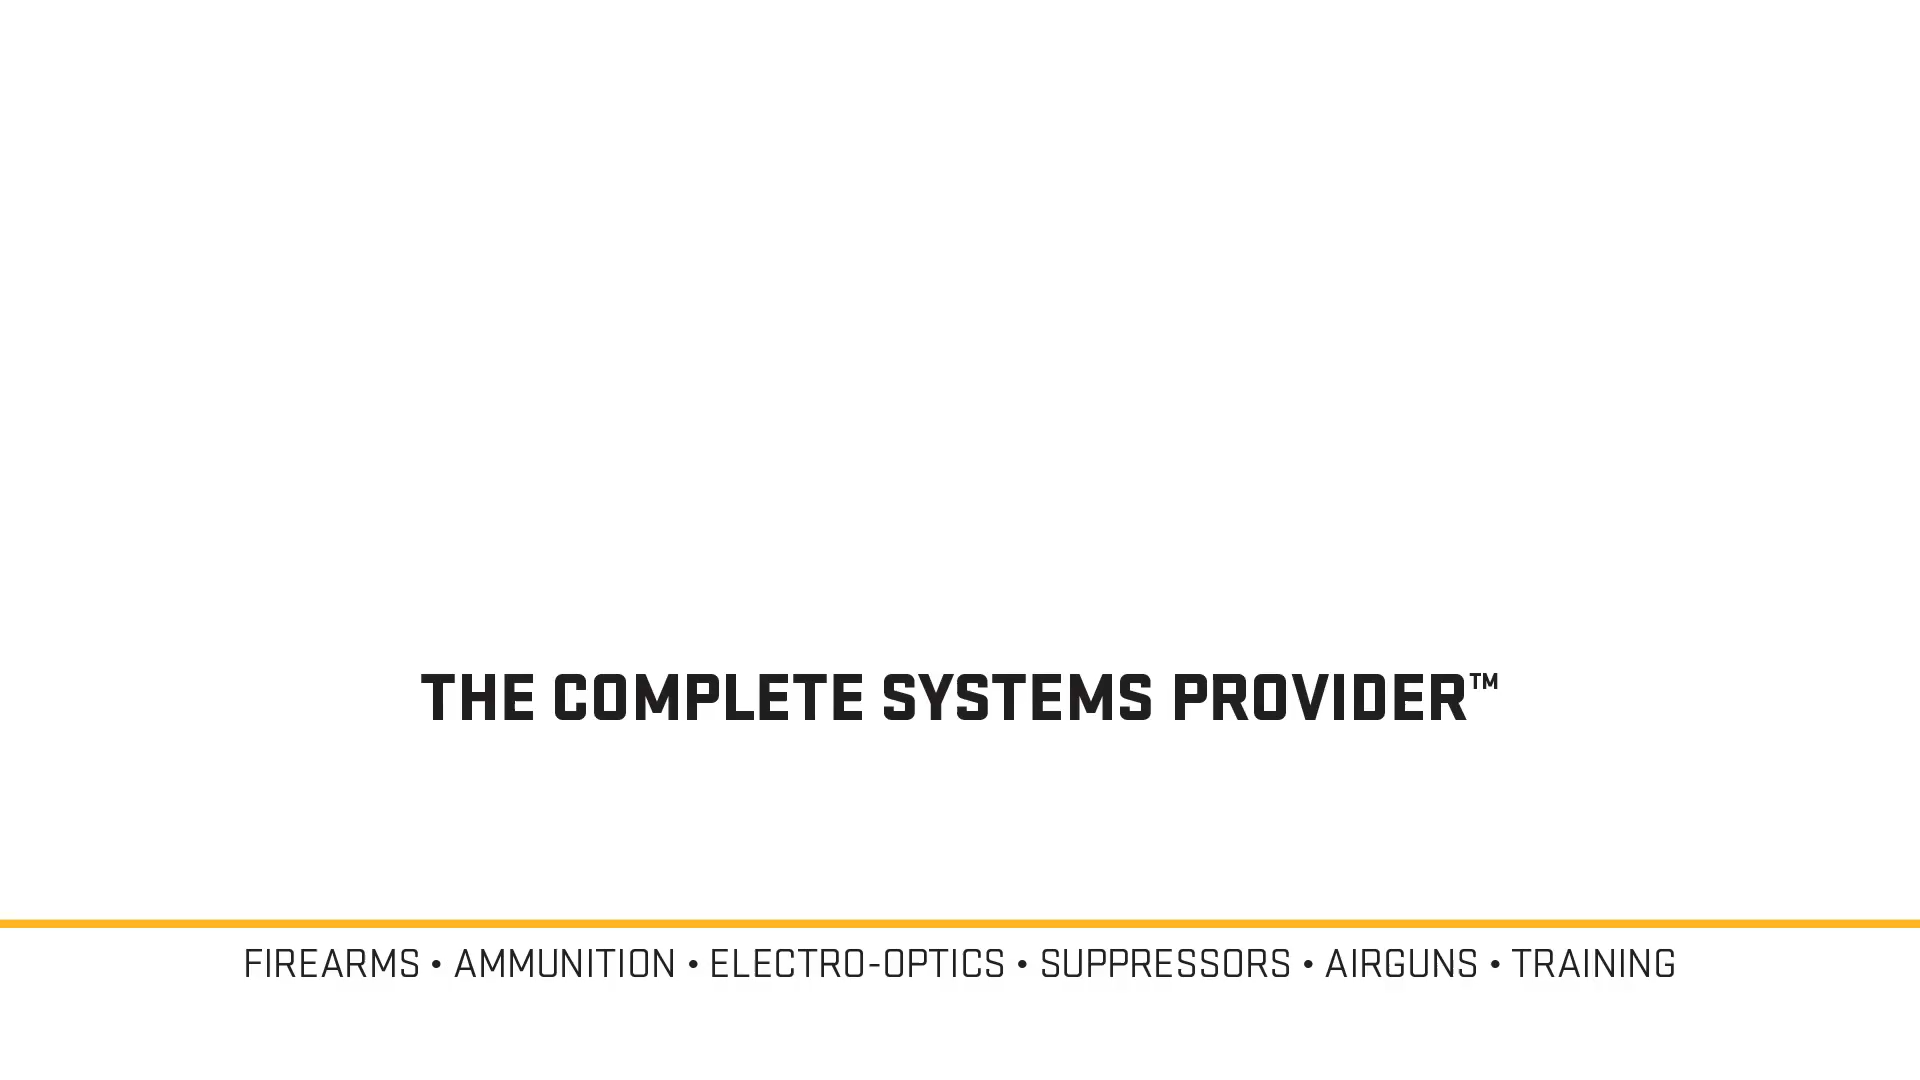 THE COMPLETE SYSTEMS PROVIDER™
FIREARMS • AMMUNITION • ELECTRO-OPTICS • SUPPRESSORS • AIRGUNS • TRAINING